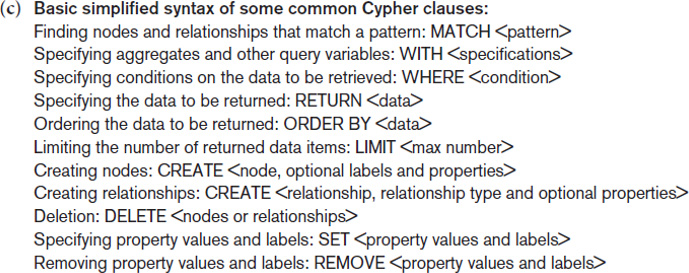 (c) Basic simplified syntax of some common Cypher clauses:
Finding nodes and relationships that match a pattern: MATCH <pattern>
Specifying aggregates and other query variables: WITH <specifications>
Specifying conditions on the data to be retrieved: WHERE <condition>
Specifying the data to be returned: RETURN <data>
Ordering the data to be returned: ORDER BY <data>
Limiting the number of returned data items: LIMIT <max number>
Creating nodes: CREATE <node, optional labels and properties>
Creating relationships: CREATE <relationship, relationship type and optional properties>
Deletion: DELETE <nodes or relationships>
Specifying property values and labels: SET <property values and labels>
Removing property values and labels: REMOVE <property values and labels>